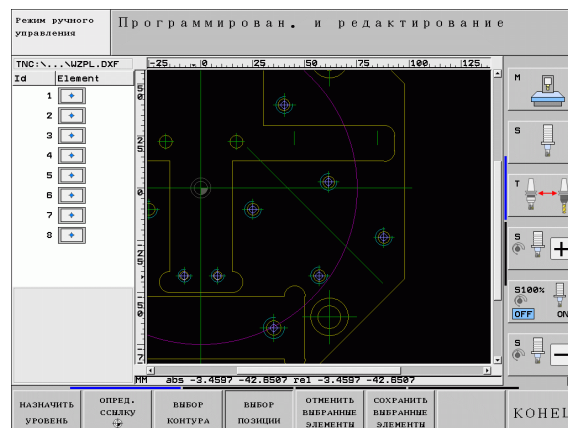 Режим ручного
управления
Программирован. и редактирование
TNC:\...\WZPL.DXF
-25 0 25 50 75 100 125
Id Element
1
2
3
4
5
6
7
8
M
S
T
S
S100%
OFF ON
S
MM abs -3.4597 -42.6507 rel -3.4597 -42.6507
НАЗНАЧИТЬ
УРОВЕНЬ
ОПРЕД.
ССЫЛКУ
ВЫБОР
КОНТУРА
ВЫБОР
ПОЗИЦИИ
ОТМЕНИТЬ
ВЫБРАННЫЕ
ЭЛЕМЕНТЫ
СОХРАНИТЬ
ВЫБРАННЫЕ
ЭЛЕМЕНТЫ